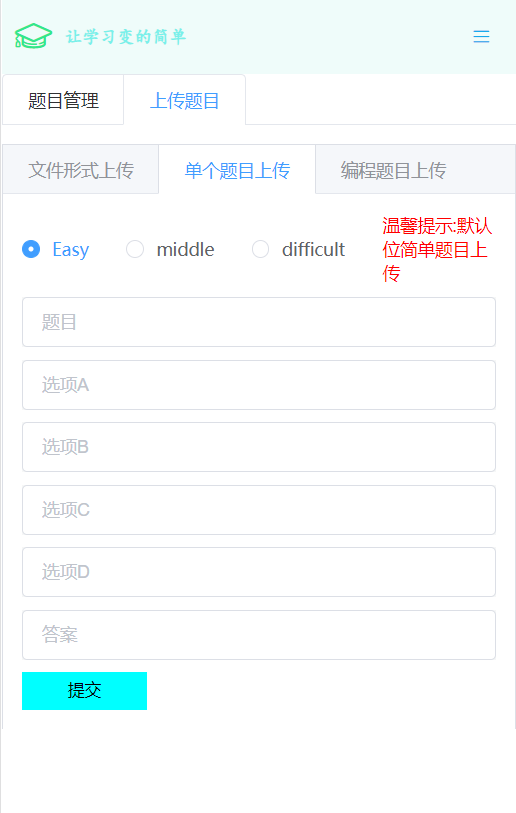 让学习变的简单
题目管理 上传题目
文件形式上传 单个题目上传 编程题目上传
Easy middle difficult
温馨提示:默认
位简单题目上
传
题目
选项A
选项B
选项C
选项D
答案
提交